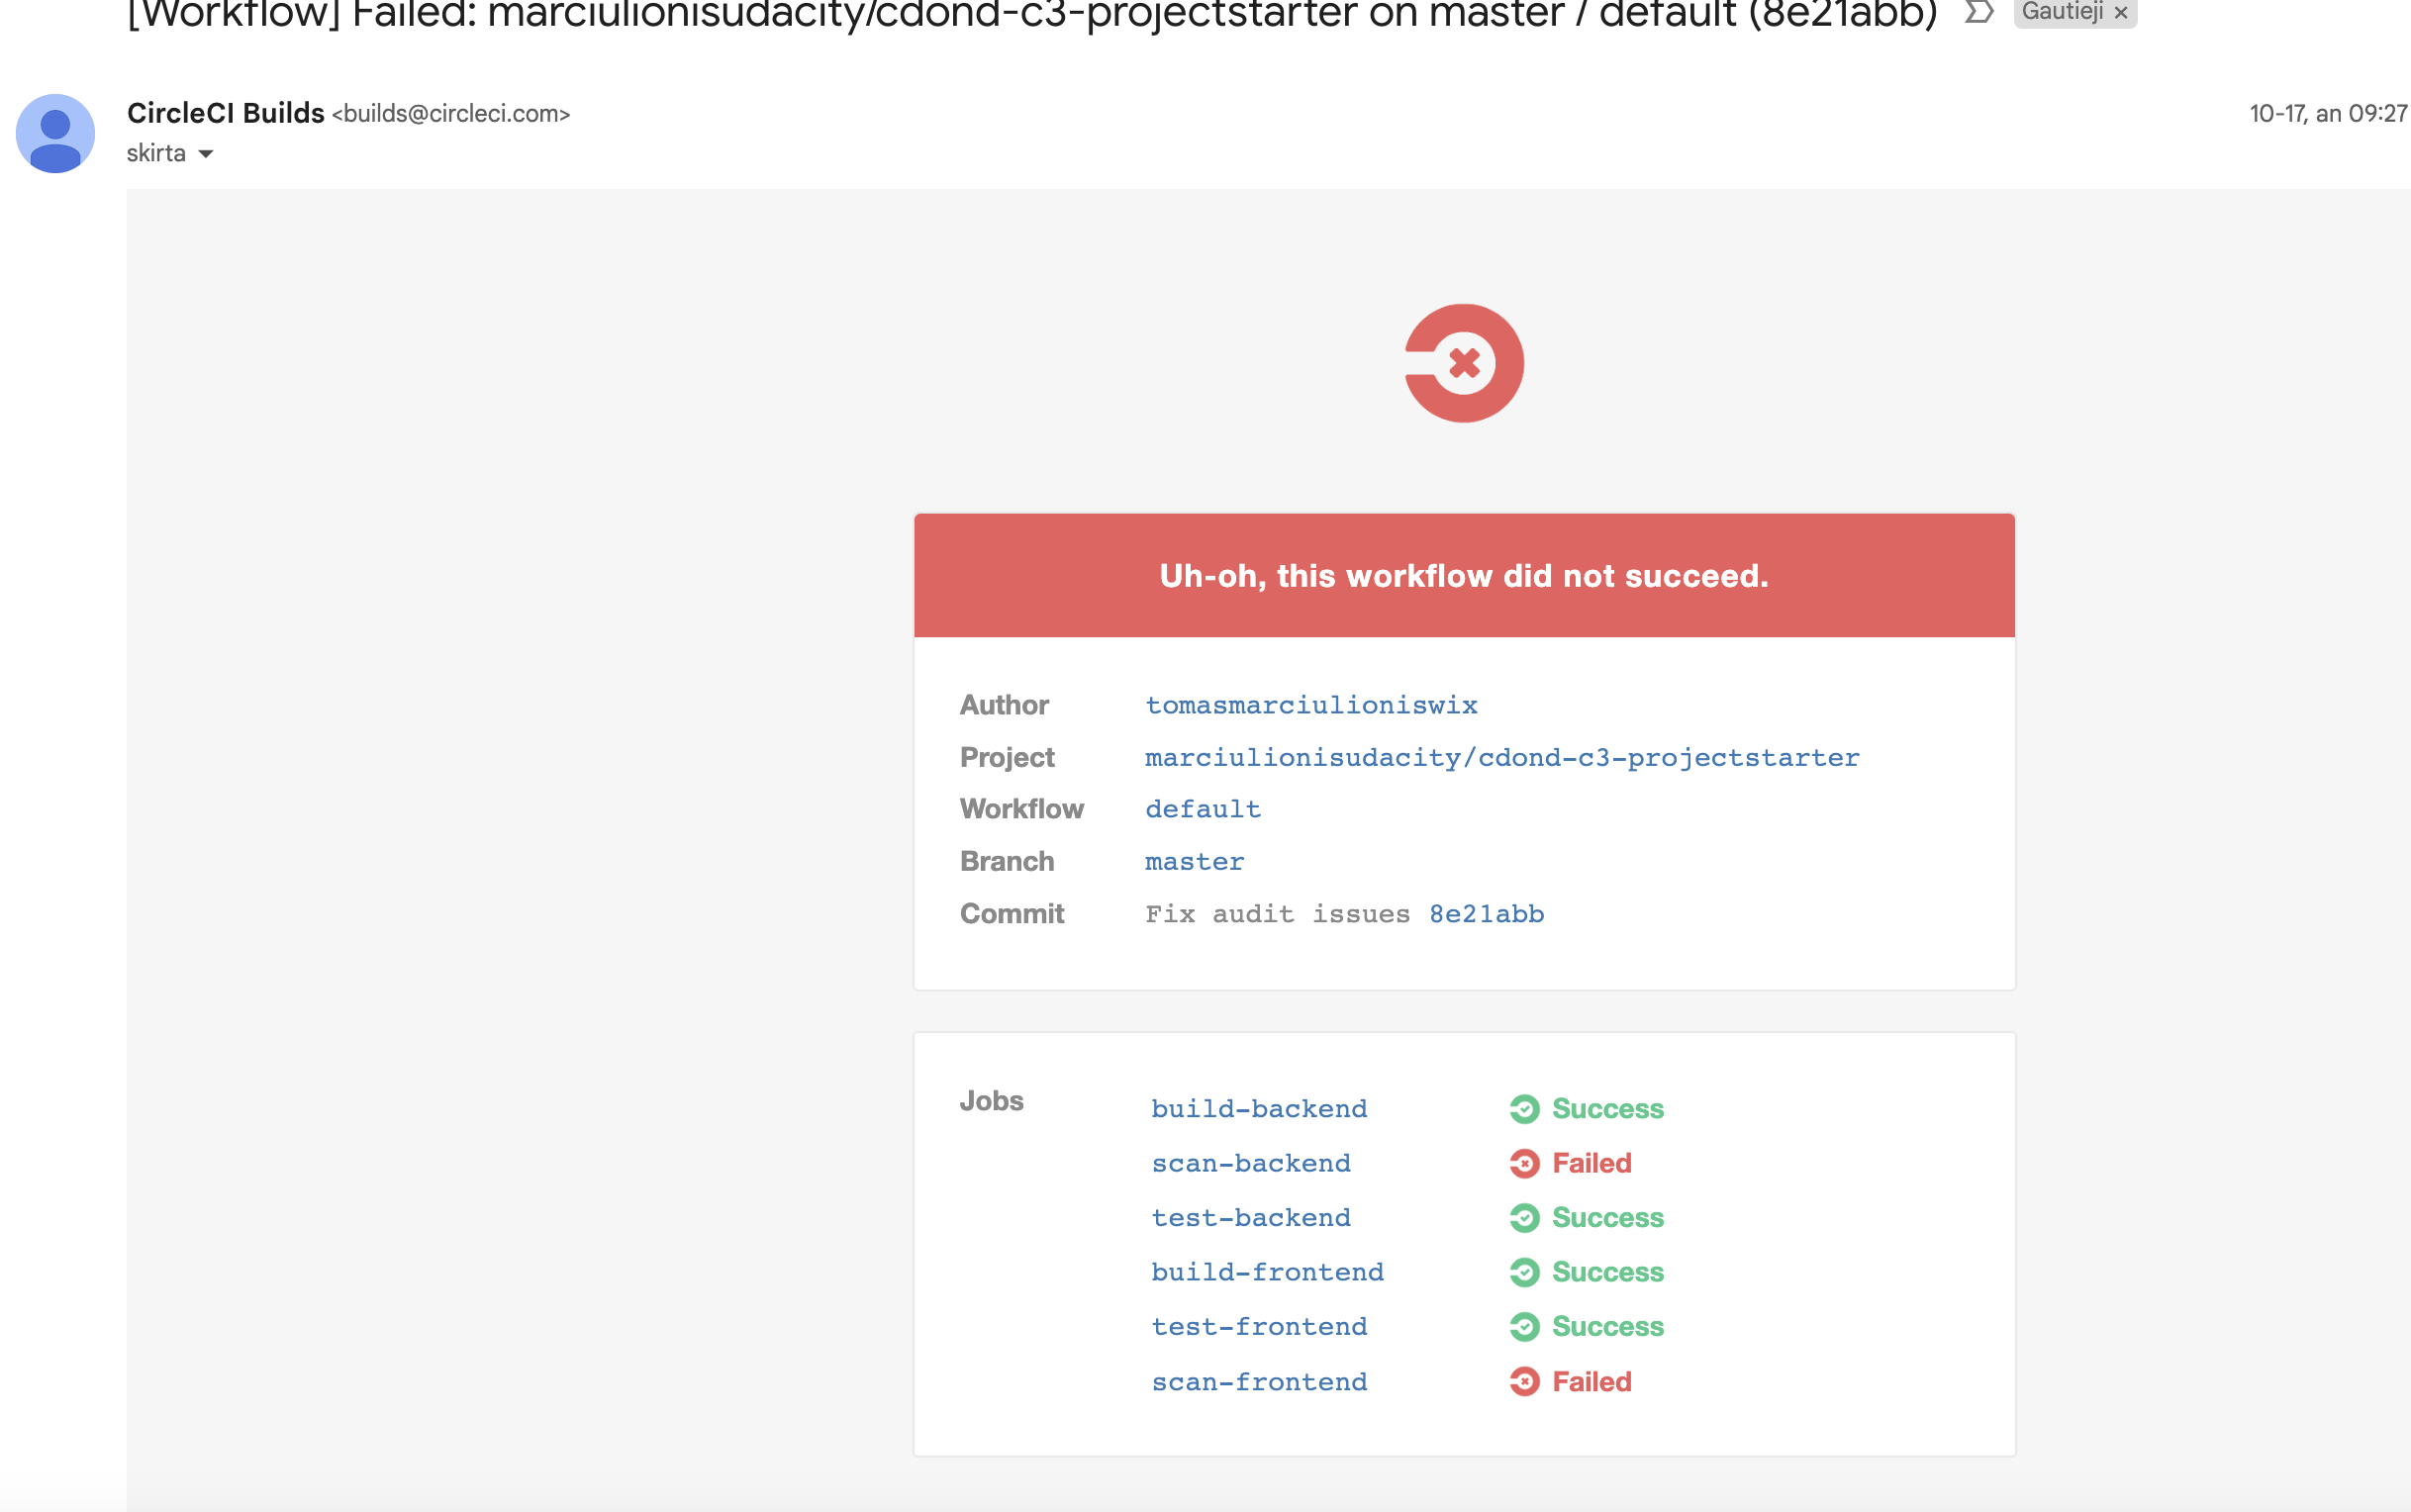 [Workflow] Failed: marciulionisudacity/cdond-c3-projectstarter on master / default (8e21abb) Gautieji ×
CircleCI Builds <builds@circleci.com> 10-17, an 09:27
skirta
Uh-oh, this workflow did not succeed.
Author tomasmarciulioniswix
Project marciulionisudacity/cdond-c3-projectstarter
Workflow default
Branch master
Commit Fix audit issues 8e21abb
Jobs build-backend Success
scan-backend Failed
test-backend Success
build-frontend Success
test-frontend Success
scan-frontend Failed